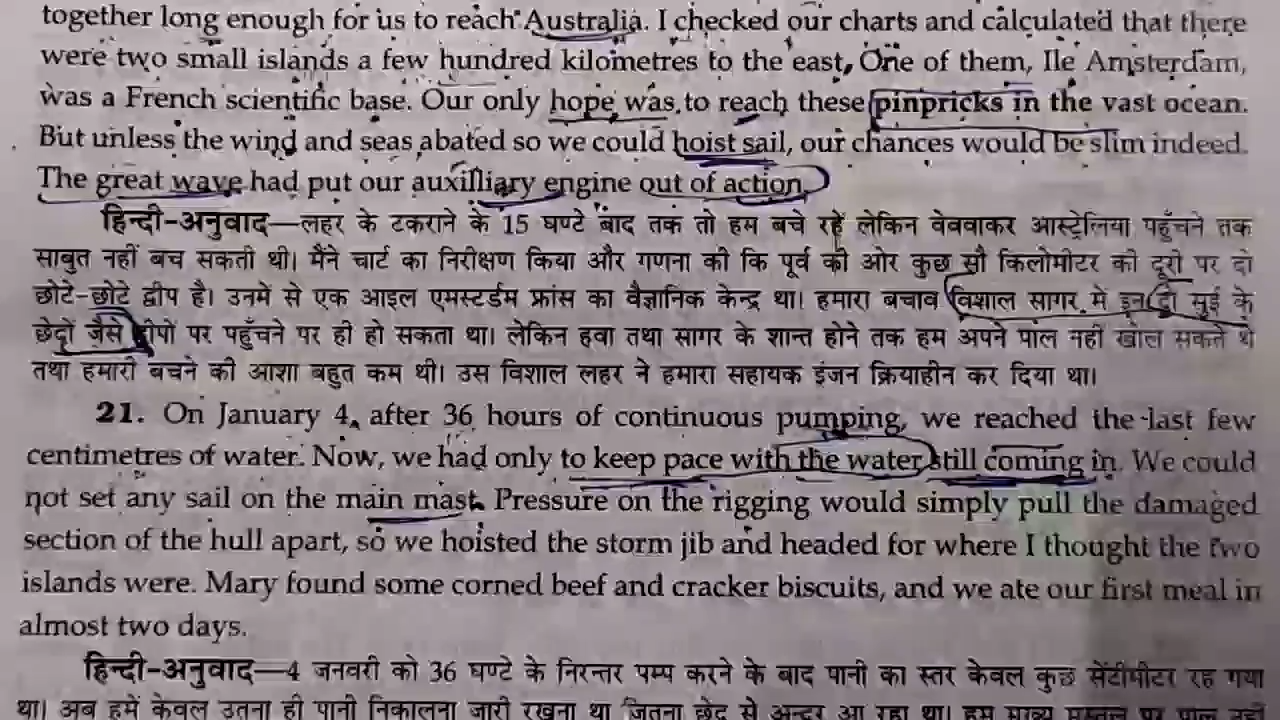 together long enough for us to reach Australia. I checked our charts and calculated that there
were two small islands a few hundred kilometres to the east, One of them, Ile Amsterdam,
was a French scientific base. Our only hope was to reach these pinpricks in the vast ocean.
But unless the wind and seas abated so we could hoist sail, our chances would be slim indeed.
The great wave had put our auxilliary engine out of action.
हिन्दी-अनुवाद—लहर के टकराने के 15 घण्टे बाद तक तो हम बचे रहे लेकिन वेववाकर आस्ट्रेलिया पहुँचने तक
साबुत नहीं बच सकती थी। मैंने चार्ट का निरीक्षण किया और गणना की कि पूर्व की ओर कुछ सौ किलोमीटर की दूरी पर दो
छोटे-छोटे द्वीप है। उनमें से एक आइल एमस्टर्डम फ्रांस का वैज्ञानिक केन्द्र था। हमारा बचाव विशाल सागर में इन दो सुई के
छेदों जैसे द्वीपों पर पहुँचने पर ही हो सकता था। लेकिन हवा तथा सागर के शान्त होने तक हम अपने पाल नहीं खोल सकते थे
तथा हमारी बचने की आशा बहुत कम थी। उस विशाल लहर ने हमारा सहायक इंजन क्रियाहीन कर दिया था।
21. On January 4, after 36 hours of continuous pumping, we reached the last few
centimetres of water. Now, we had only to keep pace with the water still coming in. We could
not set any sail on the main mast. Pressure on the rigging would simply pull the damaged
section of the hull apart, so we hoisted the storm jib and headed for where I thought the two
islands were. Mary found some corned beef and cracker biscuits, and we ate our first meal in
almost two days.
हिन्दी-अनुवाद—4 जनवरी को 36 घण्टे के निरन्तर पम्प करने के बाद पानी का स्तर केवल कुछ सेंटीमीटर रह गया
था। अब हमें केवल उतना ही पानी निकालना जारी रखना था जितना छेद से अन्दर आ रहा था। हम मुख्य मस्तूल पर पाल नहीं